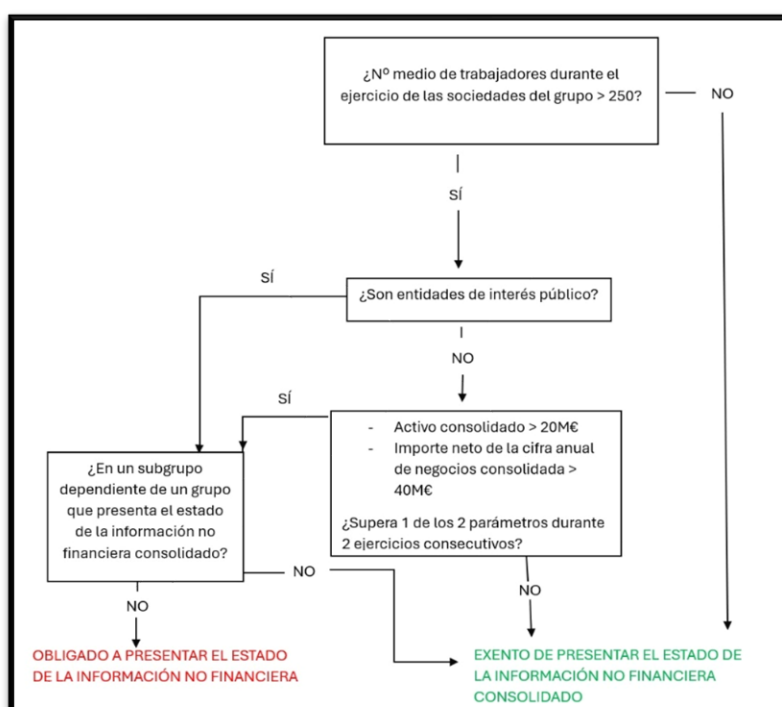 ¿Nº medio de trabajadores durante el
ejercicio de las sociedades del grupo > 250?
NO
SÍ
SÍ
¿Son entidades de interés público?
NO
SÍ
- Activo consolidado > 20M€
- Importe neto de la cifra anual
de negocios consolidada >
40M€
¿Supera 1 de los 2 parámetros durante
2 ejercicios consecutivos?
¿En un subgrupo
dependiente de un grupo
que presenta el estado
de la información no
financiera consolidado?
NO
NO
NO
OBLIGADO A PRESENTAR EL ESTADO
DE LA INFORMACIÓN NO FINANCIERA
EXENTO DE PRESENTAR EL ESTADO DE
LA INFORMACIÓN NO FINANCIERA
CONSOLIDADO